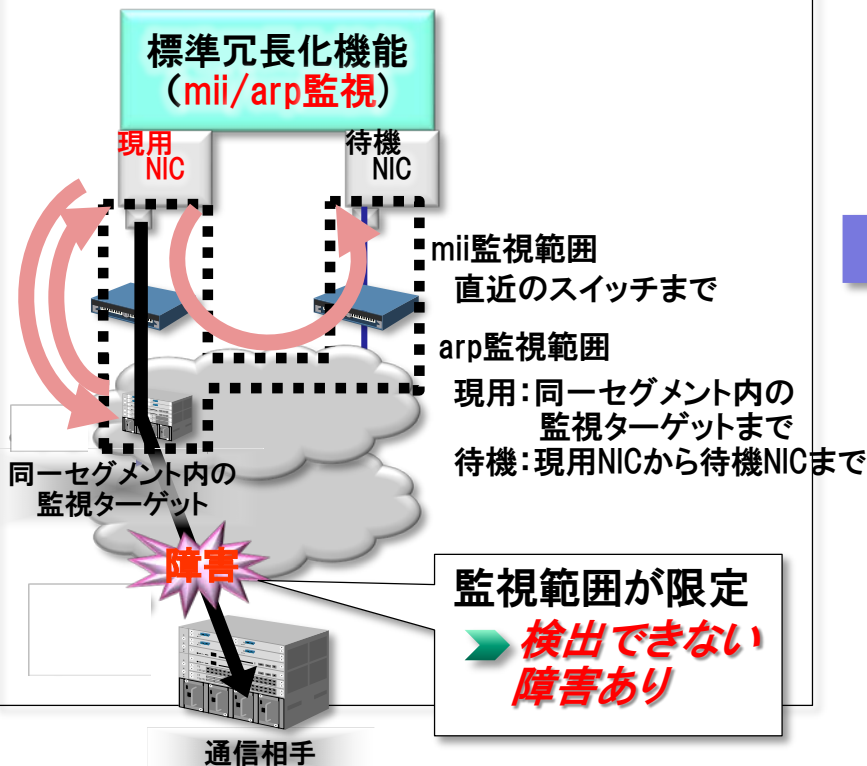 標準冗長化機能
(mii/arp監視)
現用
NIC
待機
NIC
mii監視範囲
直近のスイッチまで
arp監視範囲
現用:同一セグメント内の
監視ターゲットまで
待機:現用NICから待機NICまで
同一セグメント内の
監視ターゲット
障害
監視範囲が限定
検出できない
障害あり
通信相手